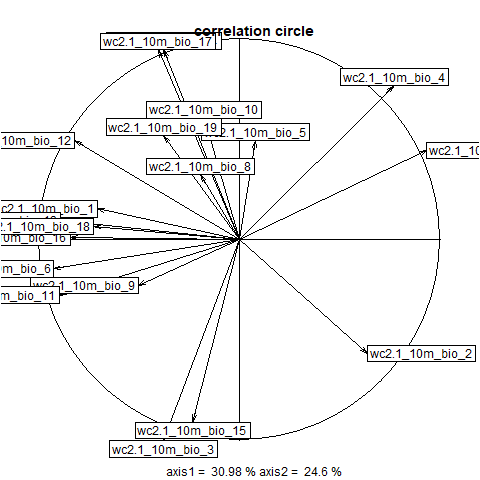 correlation circle
wc2.1_10m_bio_17
wc2.1_10m_bio_4
wc2.1_10m_bio_10
wc2.1_10m_bio_19
c2.1_10m_bio_5
10m_bio_12
wc2.1_10
wc2.1_10m_bio_8
c2.1_10m_bio_1
2.1_10m_bio_18
0m_bio_16
m_bio_6
wc2.1_10m_bio_9
m_bio_11
wc2.1_10m_bio_2
wc2.1_10m_bio_15
wc2.1_10m_bio_3
axis1 = 30.98 % axis2 = 24.6 %